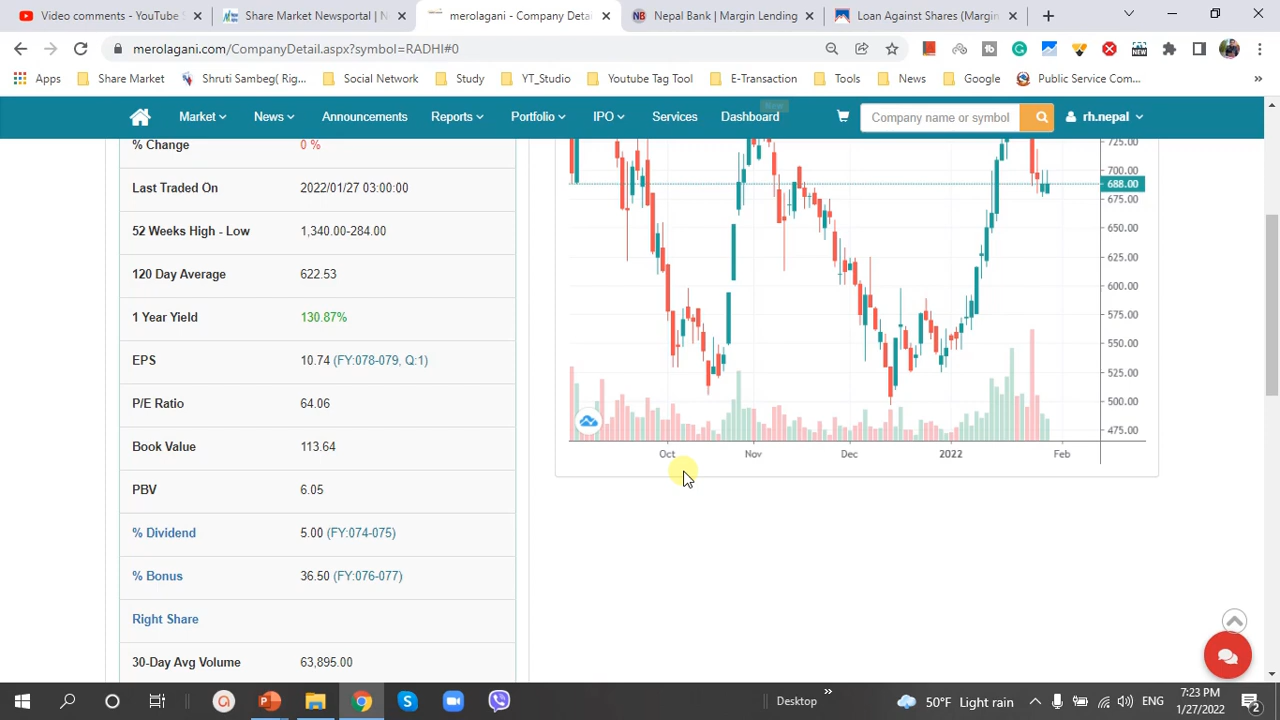 Video comments - YouTube S
Share Market Newsportal | N
merolagani - Company Deta
Nepal Bank | Margin Lending
Loan Against Shares (Margin
merolagani.com/CompanyDetail.aspx?symbol=RADHI#0
Apps
Share Market
Shruti Sambeg( Rig...
Social Network
Study
YT_Studio
Youtube Tag Tool
E-Transaction
Tools
News
Google
Public Service Com...
»
Market
News
Announcements
Reports
Portfolio
IPO
Services
Dashboard
New
Company name or symbol
rh.nepal
% Change 0 %
Last Traded On 2022/01/27 03:00:00
52 Weeks High - Low 1,340.00-284.00
120 Day Average 622.53
1 Year Yield 130.87%
EPS 10.74 (FY:078-079, Q:1)
P/E Ratio 64.06
Book Value 113.64
PBV 6.05
% Dividend 5.00 (FY:074-075)
% Bonus 36.50 (FY:076-077)
Right Share
30-Day Avg Volume 63,895.00
725.00
700.00
688.00
675.00
650.00
625.00
600.00
575.00
550.00
525.00
500.00
475.00
Oct Nov Dec 2022 Feb
Desktop
»
50°F Light rain
ENG
7:23 PM
1/27/2022
2